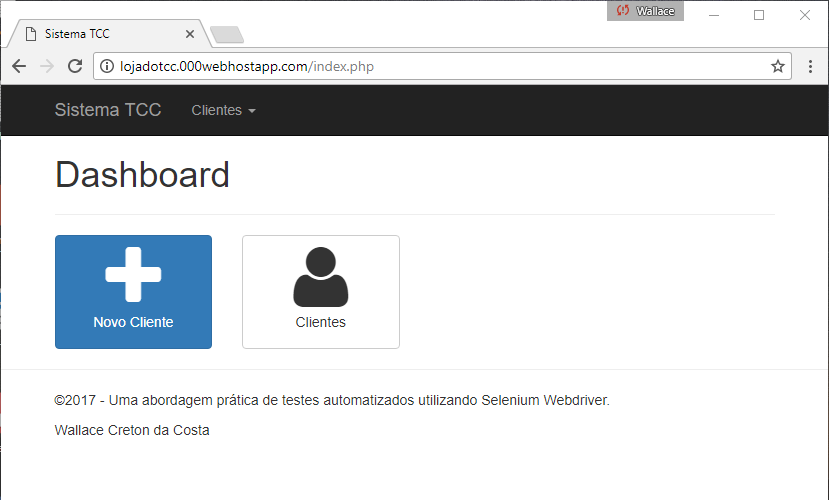 Wallace
Sistema TCC
lojadotcc.000webhostapp.com/index.php
Sistema TCC Clientes
Dashboard
Novo Cliente Clientes
©2017 - Uma abordagem prática de testes automatizados utilizando Selenium Webdriver.
Wallace Creton da Costa